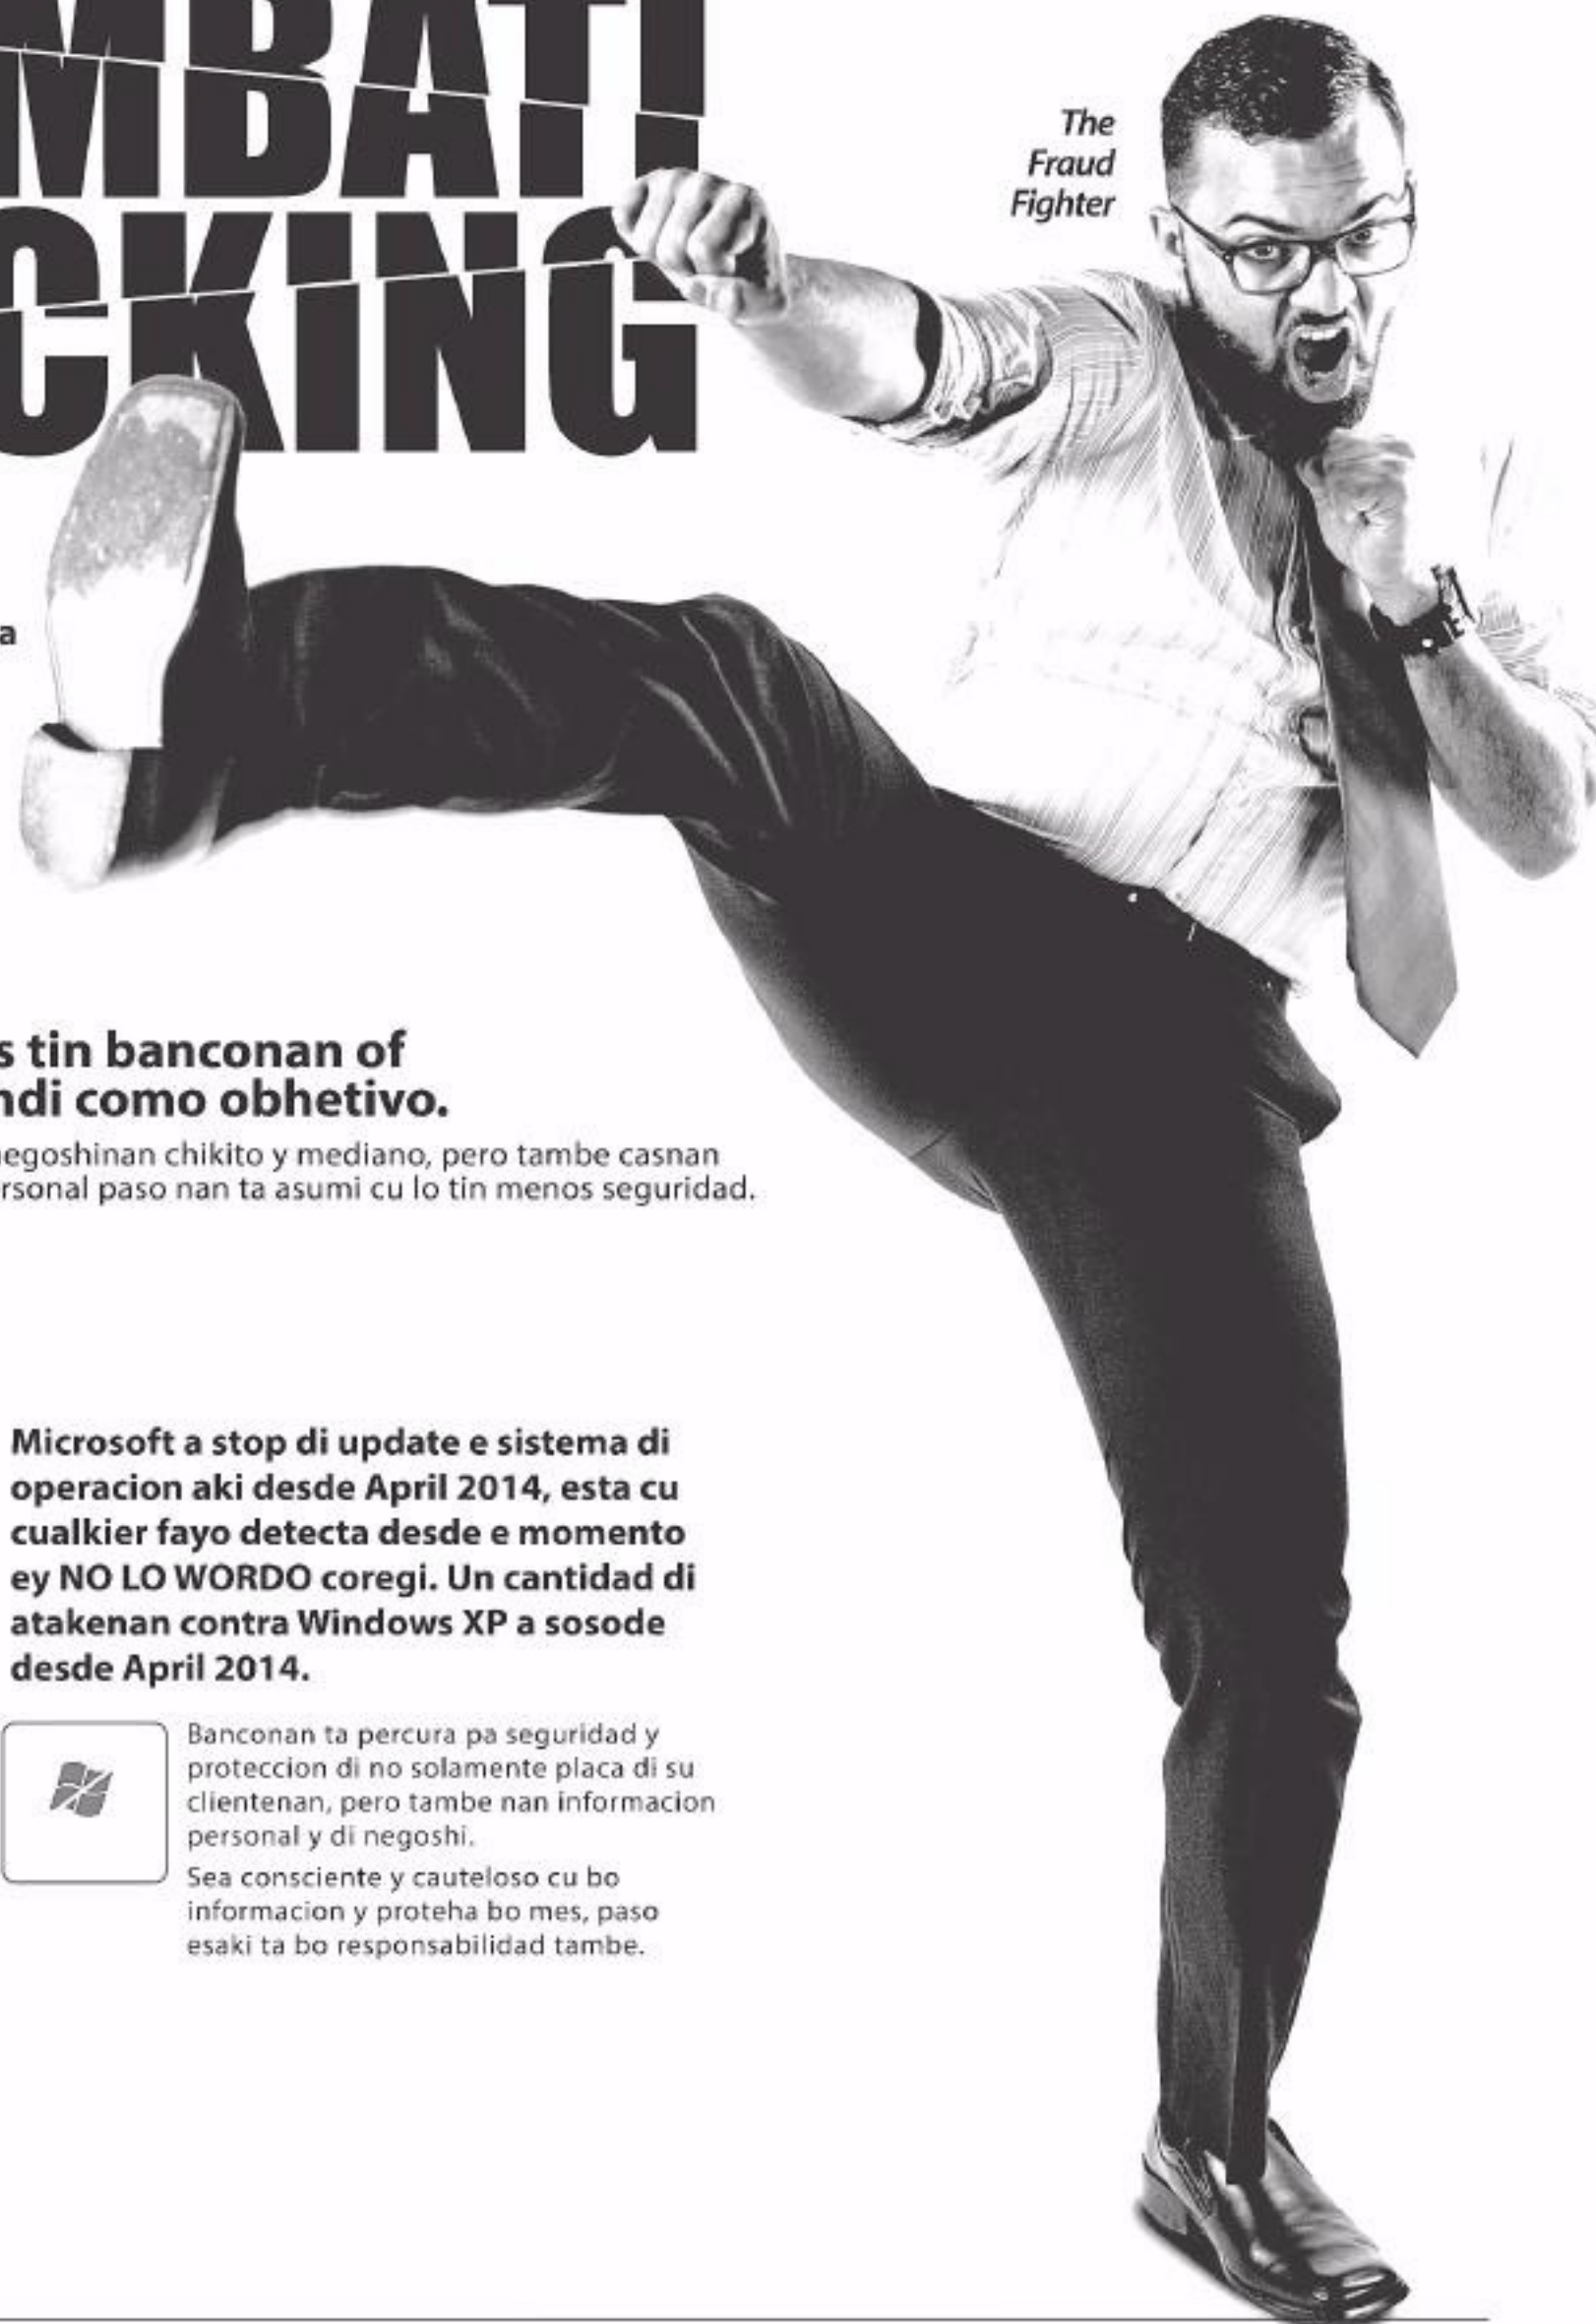 MBATI
CKING
The
Fraud
Fighter
a
s tin banconan of
ndi como obhetivo.
negoshinan chikito y mediano, pero tambe casnan
rsonal paso nan ta asumi cu lo tin menos seguridad.
Microsoft a stop di update e sistema di
operacion aki desde April 2014, esta cu
cualkier fayo detecta desde e momento
ey NO LO WORDO coregi. Un cantidad di
atakenan contra Windows XP a sosode
desde April 2014.
Banconan ta percura pa seguridad y
proteccion di no solamente placa di su
clientenan, pero tambe nan informacion
personal y di negoshi.
Sea consciente y cauteloso cu bo
informacion y proteha bo mes, paso
esaki ta bo responsabilidad tambe.